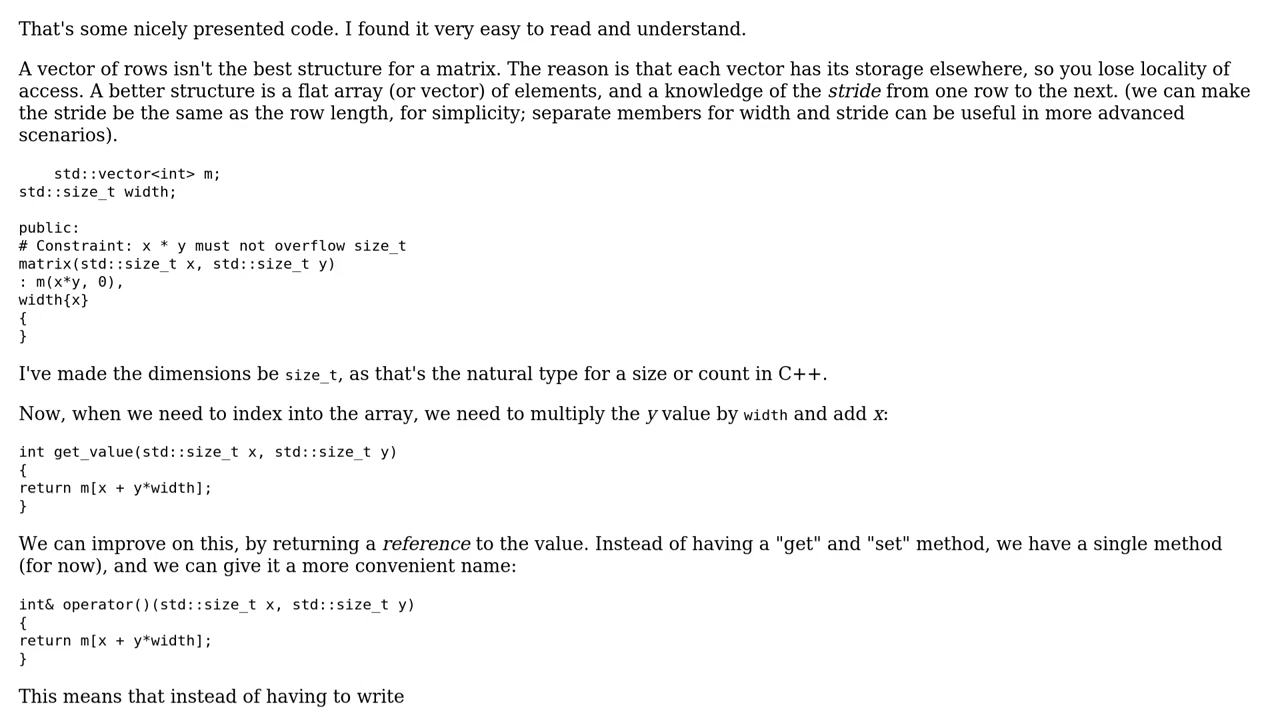 That's some nicely presented code. I found it very easy to read and understand.
A vector of rows isn't the best structure for a matrix. The reason is that each vector has its storage elsewhere, so you lose locality of
access. A better structure is a flat array (or vector) of elements, and a knowledge of the stride from one row to the next. (we can make
the stride be the same as the row length, for simplicity; separate members for width and stride can be useful in more advanced
scenarios).
    std::vector<int> m;
std::size_t width;
public:
# Constraint: x * y must not overflow size_t
matrix(std::size_t x, std::size_t y)
: m(x*y, 0),
width{x}
{
}
I've made the dimensions be size_t, as that's the natural type for a size or count in C++.
Now, when we need to index into the array, we need to multiply the y value by width and add x:
int get_value(std::size_t x, std::size_t y)
{
return m[x + y*width];
}
We can improve on this, by returning a reference to the value. Instead of having a "get" and "set" method, we have a single method
(for now), and we can give it a more convenient name:
int& operator()(std::size_t x, std::size_t y)
{
return m[x + y*width];
}
This means that instead of having to write